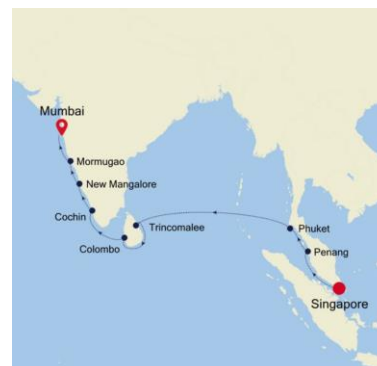 Mumbai
Mormugao
New Mangalore
Cochin
Colombo
Trincomalee
Phuket
Penang
Singapore